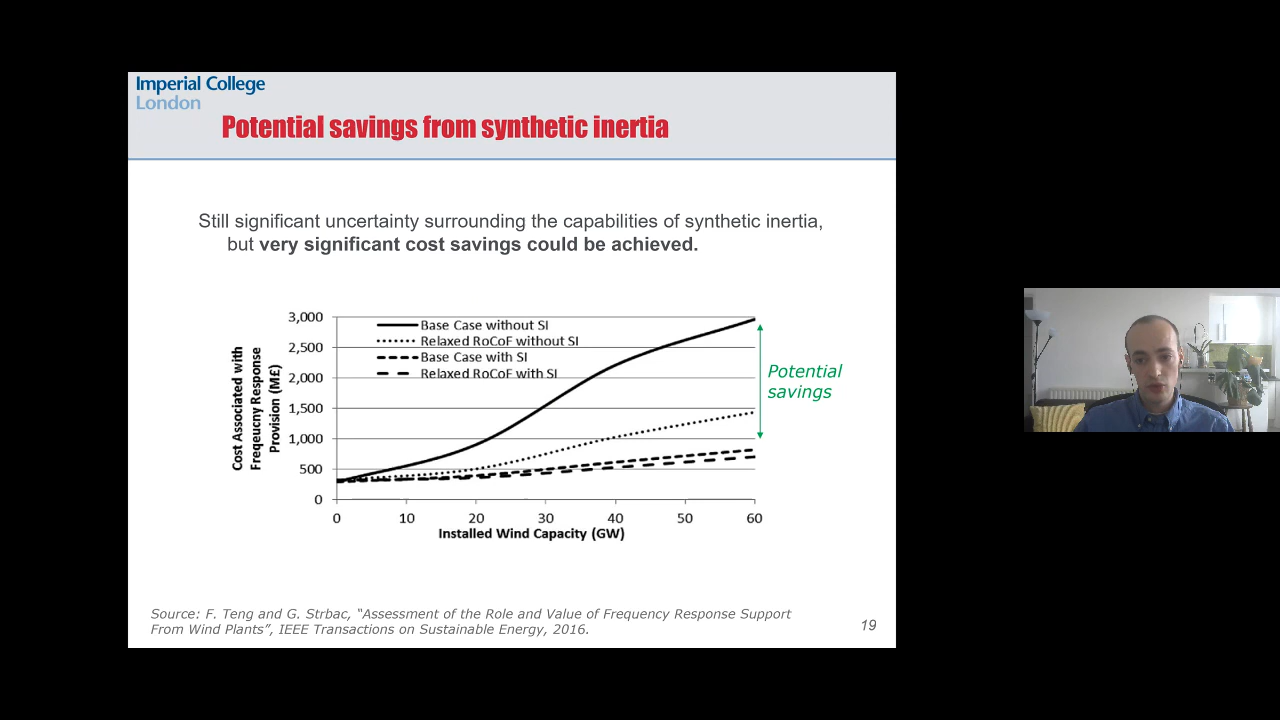 Imperial College
London
Potential savings from synthetic inertia
Still significant uncertainty surrounding the capabilities of synthetic inertia,
but very significant cost savings could be achieved.
Cost Associated with
Freqeucny Response
Provision (M£)
3,000
2,500
2,000
1,500
1,000
500
0
Base Case without SI
Relaxed RoCoF without SI
Base Case with SI
Relaxed RoCoF with SI
Potential
savings
0 10 20 30 40 50 60
Installed Wind Capacity (GW)
Source: F. Teng and G. Strbac, “Assessment of the Role and Value of Frequency Response Support
From Wind Plants”, IEEE Transactions on Sustainable Energy, 2016.
19